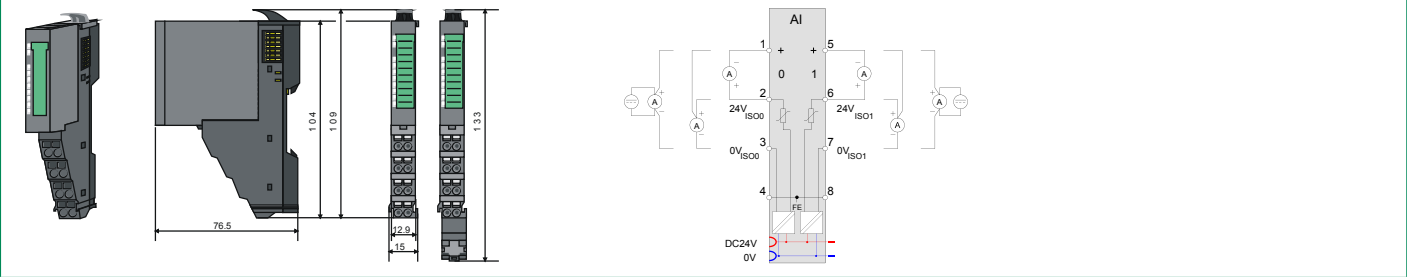 104
109
133
76.5
12.9
15
AI
1 + + 5
A 0 1 A
2 6
24V ISO0 24V ISO1
A A A A
3 7
0V ISO0 0V ISO1
4 8
FE
DC24V
0V